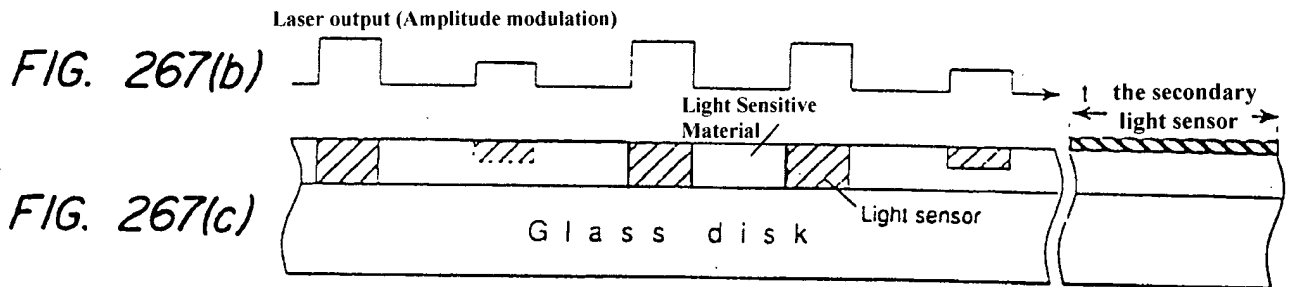 Laser output (Amplitude modulation)
FIG. 267(b)
t
the secondary
light sensor
Light Sensitive
Material
FIG. 267(c)
Light sensor
Glass disk